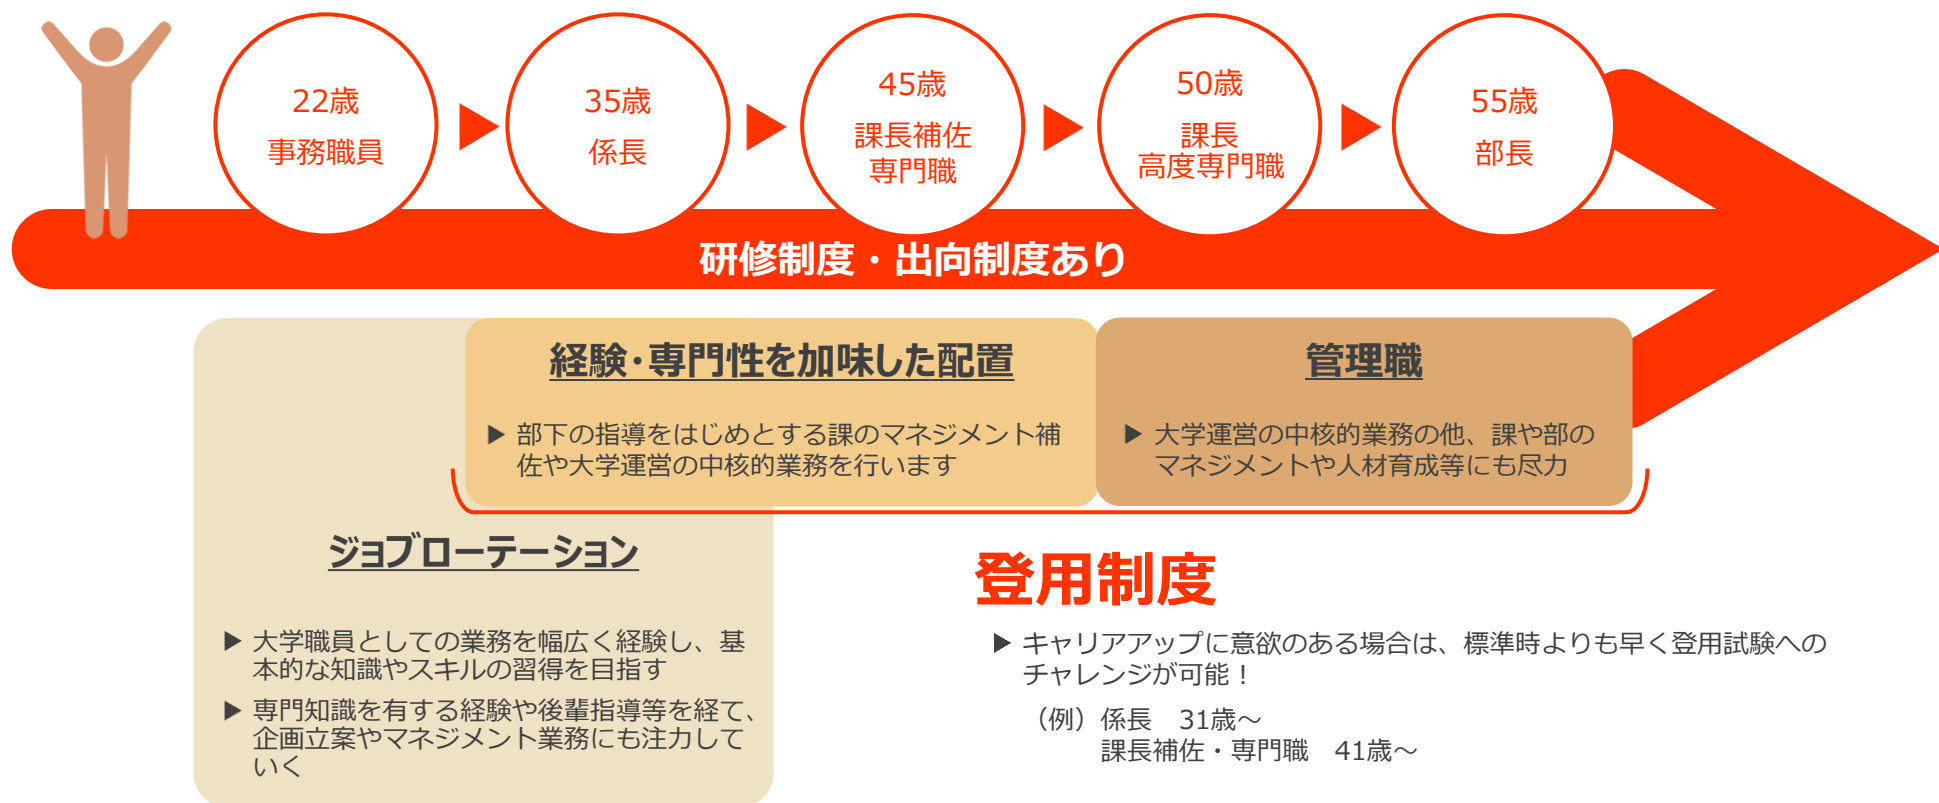 22歳
事務職員
35歳
係長
45歳
課長補佐
専門職
50歳
課長
高度専門職
55歳
部長
研修制度・出向制度あり
経験・専門性を加味した配置
▶ 部下の指導をはじめとする課のマネジメント補
佐や大学運営の中核的業務を行います
管理職
▶ 大学運営の中核的業務の他、課や部の
マネジメントや人材育成等にも尽力
ジョブローテーション
▶ 大学職員としての業務を幅広く経験し、基
本的な知識やスキルの習得を目指す
▶ 専門知識を有する経験や後輩指導等を経て、
企画立案やマネジメント業務にも注力して
いく
登用制度
▶ キャリアアップに意欲のある場合は、標準時よりも早く登用試験への
チャレンジが可能！
（例）係長　31歳～
課長補佐・専門職　41歳～